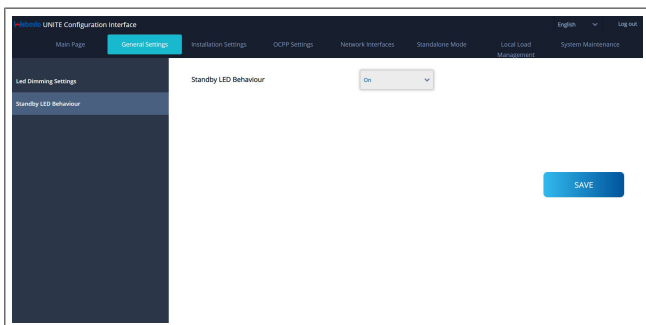 Webasto UNITE Configuration Interface
English
Log out
Main Page
General Settings
Installation Settings
OCPP Settings
Network Interfaces
Standalone Mode
Local Load
Management
System Maintenance
Led Dimming Settings
Standby LED Behaviour
Standby LED Behaviour
On
SAVE